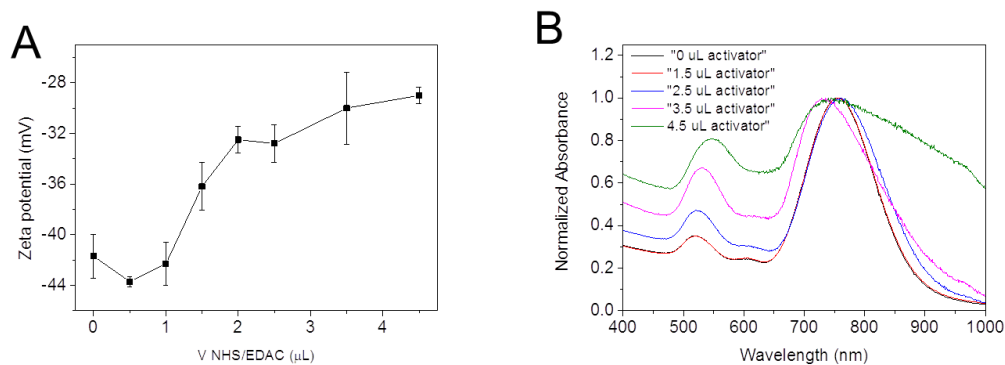 A
Zeta potential (mV)
-28
-32
-36
-40
-44
0
1
2
3
4
V NHS/EDAC (μL)
B
Normalized Absorbance
1.2
1.0
0.8
0.6
0.4
0.2
0.0
"0 uL activator"
"1.5 uL activator"
"2.5 uL activator"
"3.5 uL activator"
4.5 uL activator"
400
500
600
700
800
900
1000
Wavelength (nm)